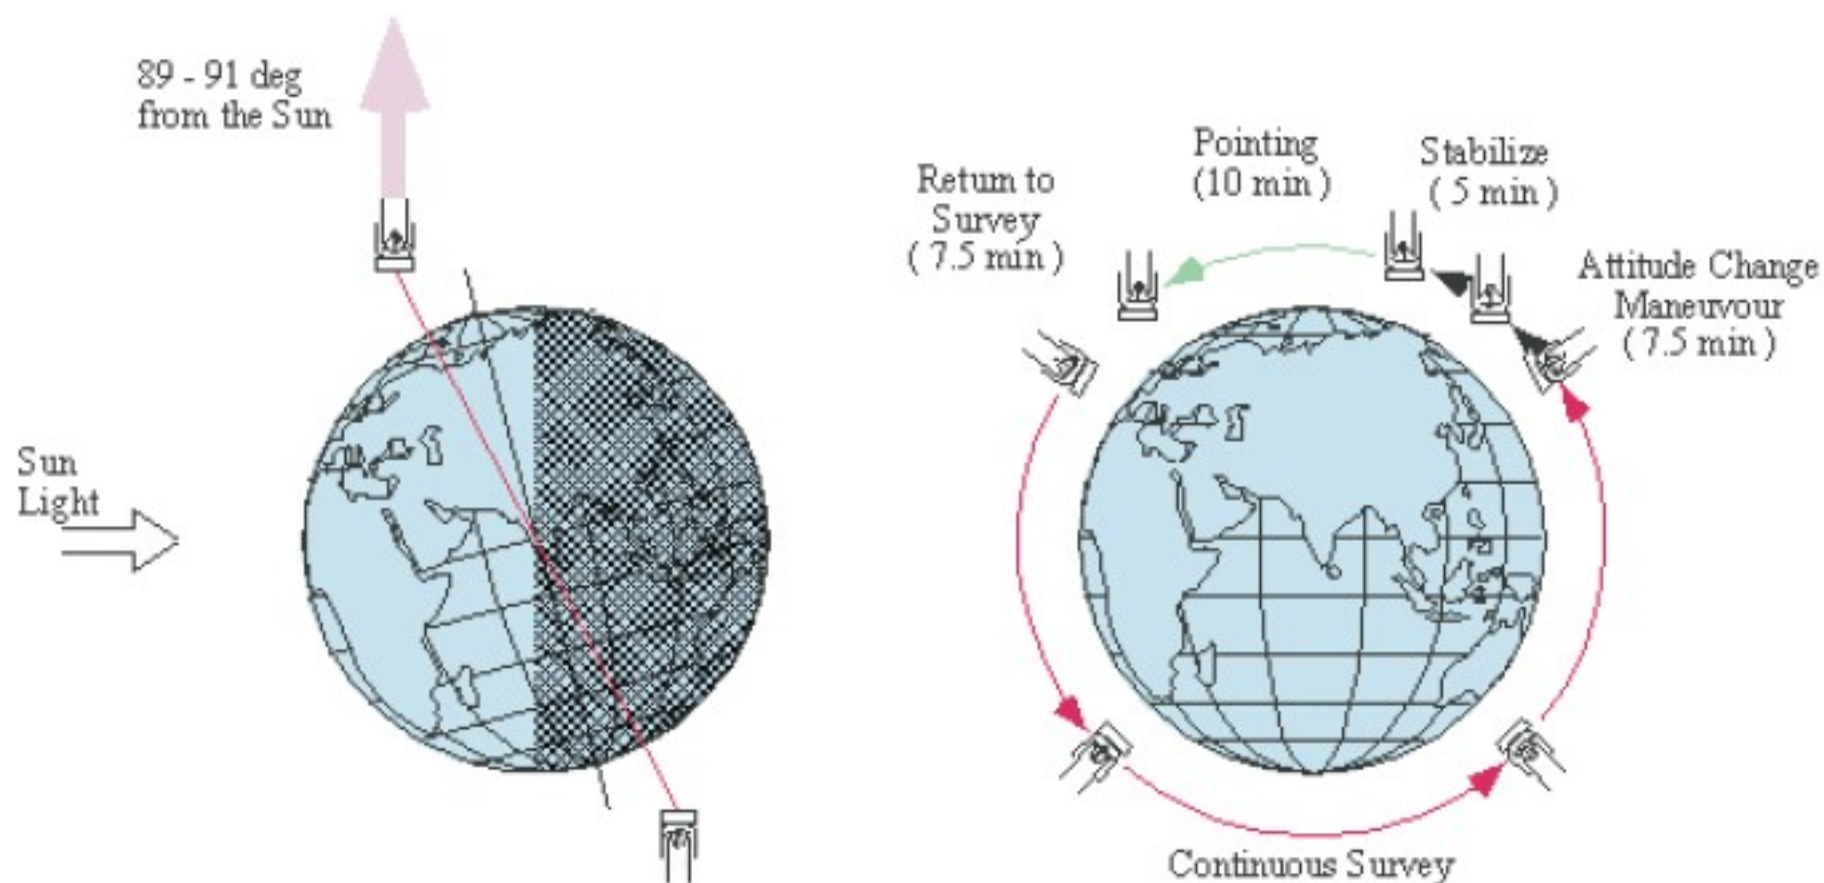 89 - 91 deg
from the Sun
Sun
Light
Return to
Survey
( 7.5 min )
Pointing
(10 min )
Stabilize
( 5 min )
Attitude Change
Maneuvour
( 7.5 min )
Continuous Survey